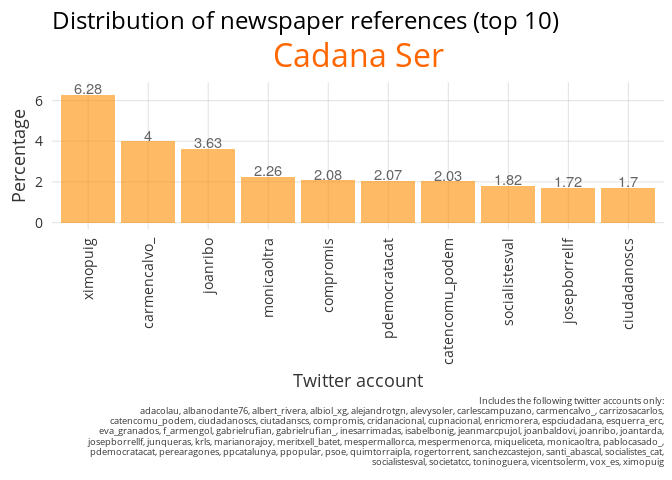 Distribution of newspaper references (top 10)
Cadana Ser
Percentage
6
4
2
0
6.28
4
3.63
2.26
2.08
2.07
2.03
1.82
1.72
1.7
ximopuig
carmencalvo_
joanribo
monicaoltra
compromis
pdemocratacat
catencomu_podem
socialistesval
josepborrellf
ciudadanoscs
Twitter account
Includes the following twitter accounts only:
adacolau, albanodante76, albert_rivera, albiol_xg, alejandrotgn, alevysoler, carlescampuzano, carmencalvo_, carrizosacarlos,
catencomu_podem, ciudadanoscs, ciutadanscs, compromis, cridanacional, cupnacional, enricmorera, espciudadana, esquerra_erc,
eva_granados, f_armengol, gabrielrufian, gabrielrufian_, inesarrimadas, isabelbonig, jeanmarcpujol, joanbaldovi, joanribo, joantarda,
josepborrellf, junqueras, krls, marianorajoy, meritxell_batet, mespermallorca, mespermenorca, miqueliceta, monicaoltra, pablocasado_,
pdemocratacat, perearagones, ppcatalunya, ppopular, psoe, quimtorraipla, rogertorrent, sanchezcastejon, santi_abascal, socialistes_cat,
socialistesval, societatcc, toninoguera, vicentsolerm, vox_es, ximopuig